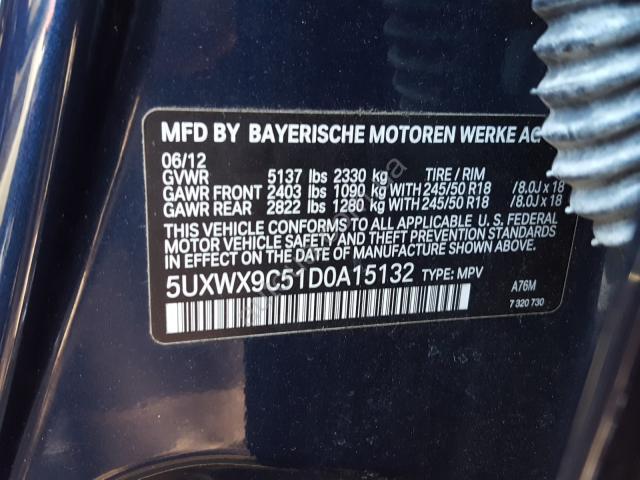 MFD BY BAYERISCHE MOTOREN WERKE AG
06/12
GVWR 5137 lbs 2330 kg TIRE / RIM
GAWR FRONT 2403 lbs 1090 kg WITH 245/50 R18 /8.0J x 18
GAWR REAR 2822 lbs 1280 kg WITH 245/50 R18 /8.0J x 18
THIS VEHICLE CONFORMS TO ALL APPLICABLE U. S. FEDERAL
MOTOR VEHICLE SAFETY AND THEFT PREVENTION STANDARDS
IN EFFECT ON THE DATE OF MANUFACTURE SHOWN ABOVE.
5UXWX9C51D0A15132 TYPE: MPV
A76M
7 320 730